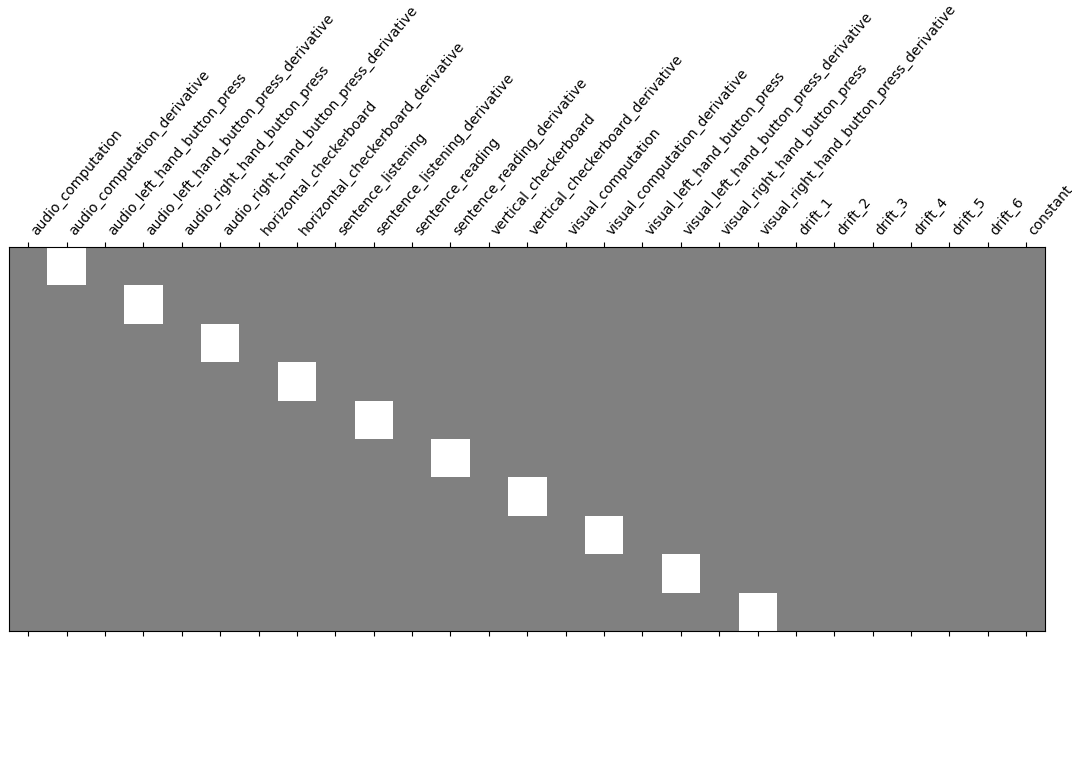 audio_computation
audio_computation_derivative
audio_left_hand_button_press
audio_left_hand_button_press_derivative
audio_right_hand_button_press
audio_right_hand_button_press_derivative
horizontal_checkerboard
horizontal_checkerboard_derivative
sentence_listening
sentence_listening_derivative
sentence_reading
sentence_reading_derivative
vertical_checkerboard
vertical_checkerboard_derivative
visual_computation
visual_computation_derivative
visual_left_hand_button_press
visual_left_hand_button_press_derivative
visual_right_hand_button_press
visual_right_hand_button_press_derivative
drift_1
drift_2
drift_3
drift_4
drift_5
drift_6
constant